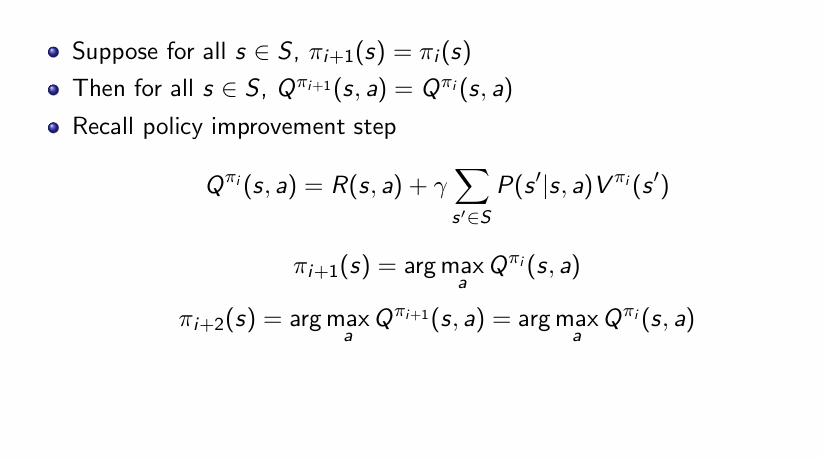 Suppose for all s ∈ S, π_{i+1}(s) = π_i(s)
Then for all s ∈ S, Q^{π_{i+1}}(s, a) = Q^{π_i}(s, a)
Recall policy improvement step
Q^{π_i}(s, a) = R(s, a) + γ ∑_{s′∈S} P(s′|s, a)V^{π_i}(s′)
π_{i+1}(s) = arg max_a Q^{π_i}(s, a)
π_{i+2}(s) = arg max_a Q^{π_{i+1}}(s, a) = arg max_a Q^{π_i}(s, a)